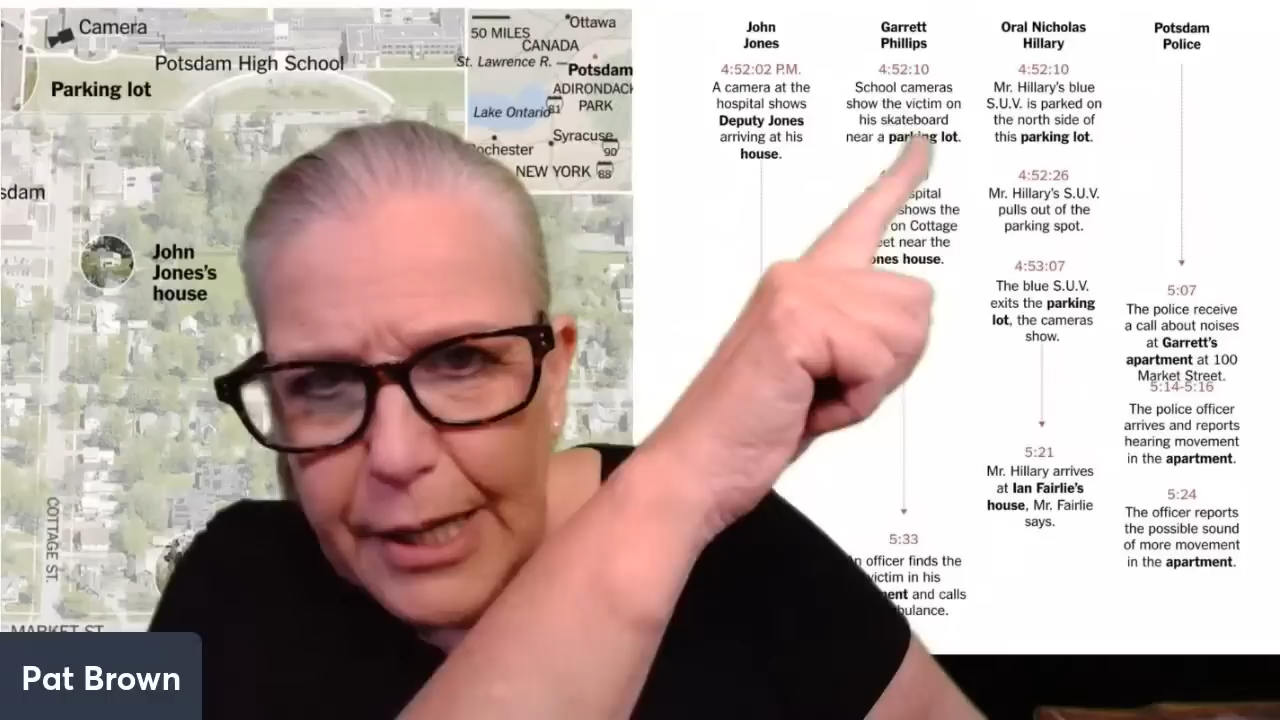 Camera
Potsdam High School
Parking lot
50 MILES
Ottawa
CANADA
St. Lawrence R.
Potsdam
ADIRONDACK
PARK
Lake Ontario
81
Syracuse
90
ochester
NEW YORK
88
sdam
John
Jones's
house
COTTAGE ST.
MARKET ST.
John
Jones
4:52:02 P.M.
A camera at the
hospital shows
Deputy Jones
arriving at his
house.
Garrett
Phillips
4:52:10
School cameras
show the victim on
his skateboard
near a parking lot.
spital
shows the
on Cottage
eet near the
ones house.
5:33
An officer finds the
victim in his
ment and calls
bulance.
Oral Nicholas
Hillary
4:52:10
Mr. Hillary's blue
S.U.V. is parked on
the north side of
this parking lot.
4:52:26
Mr. Hillary's S.U.V.
pulls out of the
parking spot.
4:53:07
The blue S.U.V.
exits the parking
lot, the cameras
show.
5:21
Mr. Hillary arrives
at Ian Fairlie's
house, Mr. Fairlie
says.
Potsdam
Police
5:07
The police receive
a call about noises
at Garrett's
apartment at 100
Market Street.
5:14-5:16
The police officer
arrives and reports
hearing movement
in the apartment.
5:24
The officer reports
the possible sound
of more movement
in the apartment.
Pat Brown